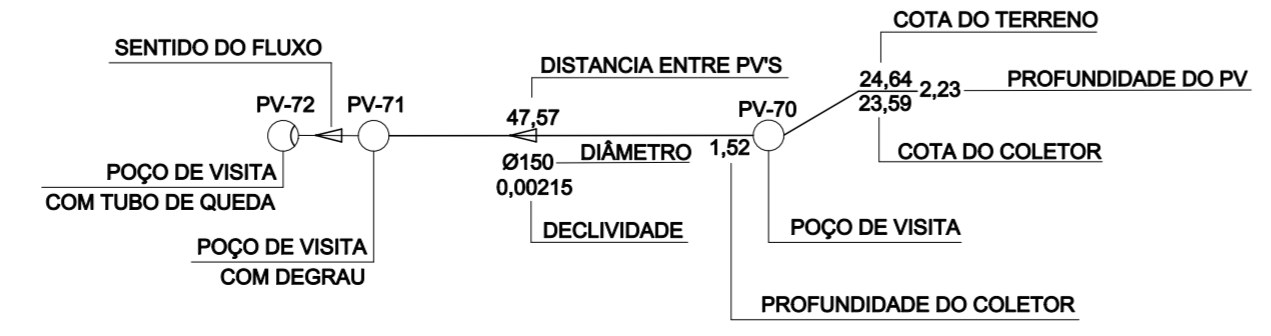 COTA DO TERRENO
SENTIDO DO FLUXO
DISTANCIA ENTRE PV'S
24,64
2,23
PROFUNDIDADE DO PV
23,59
PV-72
PV-71
47,57
PV-70
1,52
COTA DO COLETOR
Ø150
DIÂMETRO
0,00215
POÇO DE VISITA
COM TUBO DE QUEDA
DECLIVIDADE
POÇO DE VISITA
POÇO DE VISITA
COM DEGRAU
PROFUNDIDADE DO COLETOR